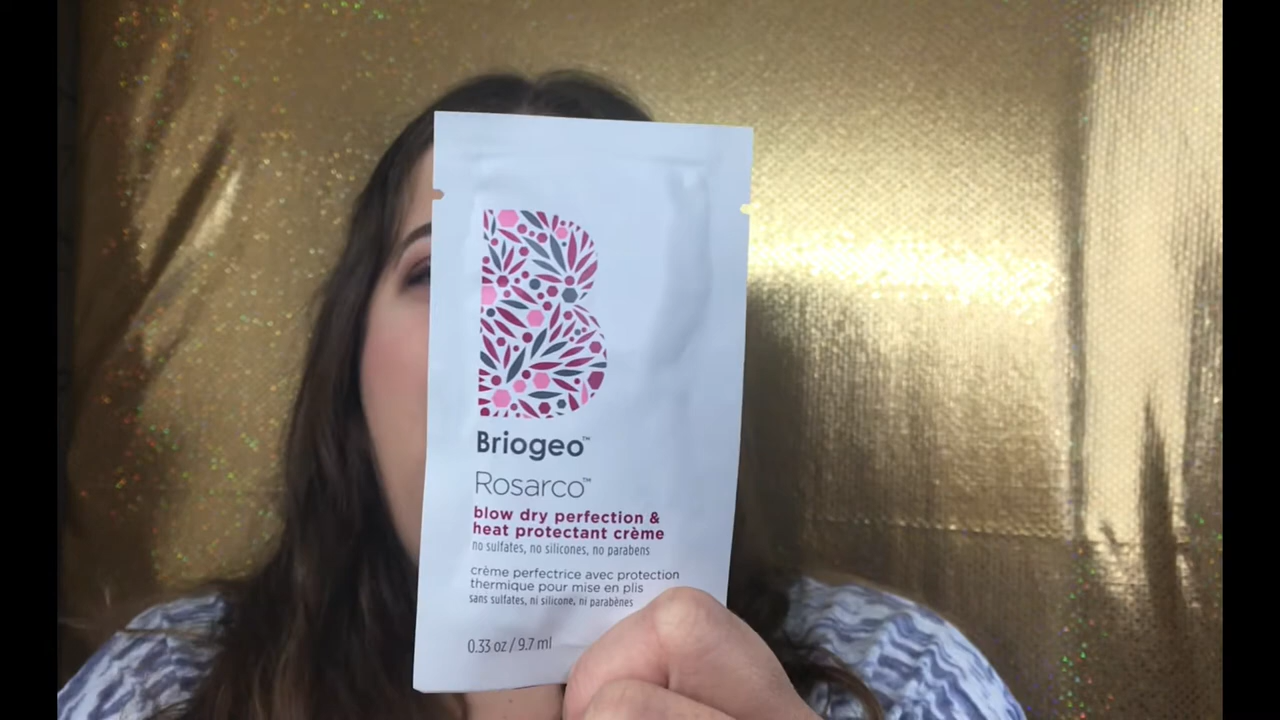 B
Briogeo™
Rosarco™
blow dry perfection &
heat protectant crème
no sulfates, no silicones, no parabens
crème perfectrice avec protection
thermique pour mise en plis
sans sulfates, ni silicone, ni parabènes
0.33 oz / 9.7 ml